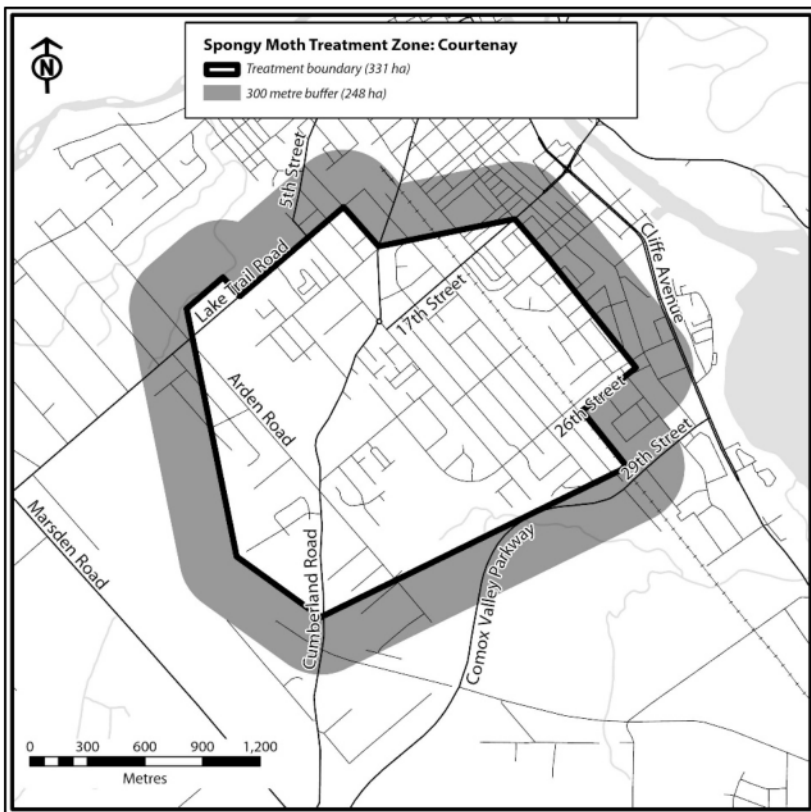 Spongy Moth Treatment Zone: Courtenay
Treatment boundary (331 ha)
300 metre buffer (248 ha)
N
5th Street
Lake Trail Road
17th Street
Cliffe Avenue
Arden Road
26th Street
29th Street
Marsden Road
Cumberland Road
Comox Valley Parkway
0 300 600 900 1,200
Metres